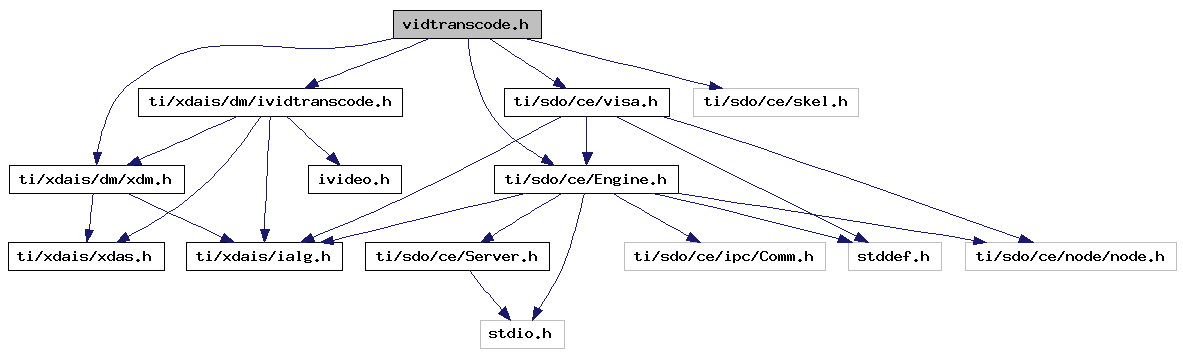 vidtranscode.h
ti/xdais/dm/ividtranscode.h
ti/sdo/ce/visa.h
ti/sdo/ce/skel.h
ti/xdais/dm/xdm.h
ivideo.h
ti/sdo/ce/Engine.h
ti/xdais/xdas.h
ti/xdais/ialg.h
ti/sdo/ce/Server.h
ti/sdo/ce/ipc/Comm.h
stddef.h
ti/sdo/ce/node/node.h
stdio.h